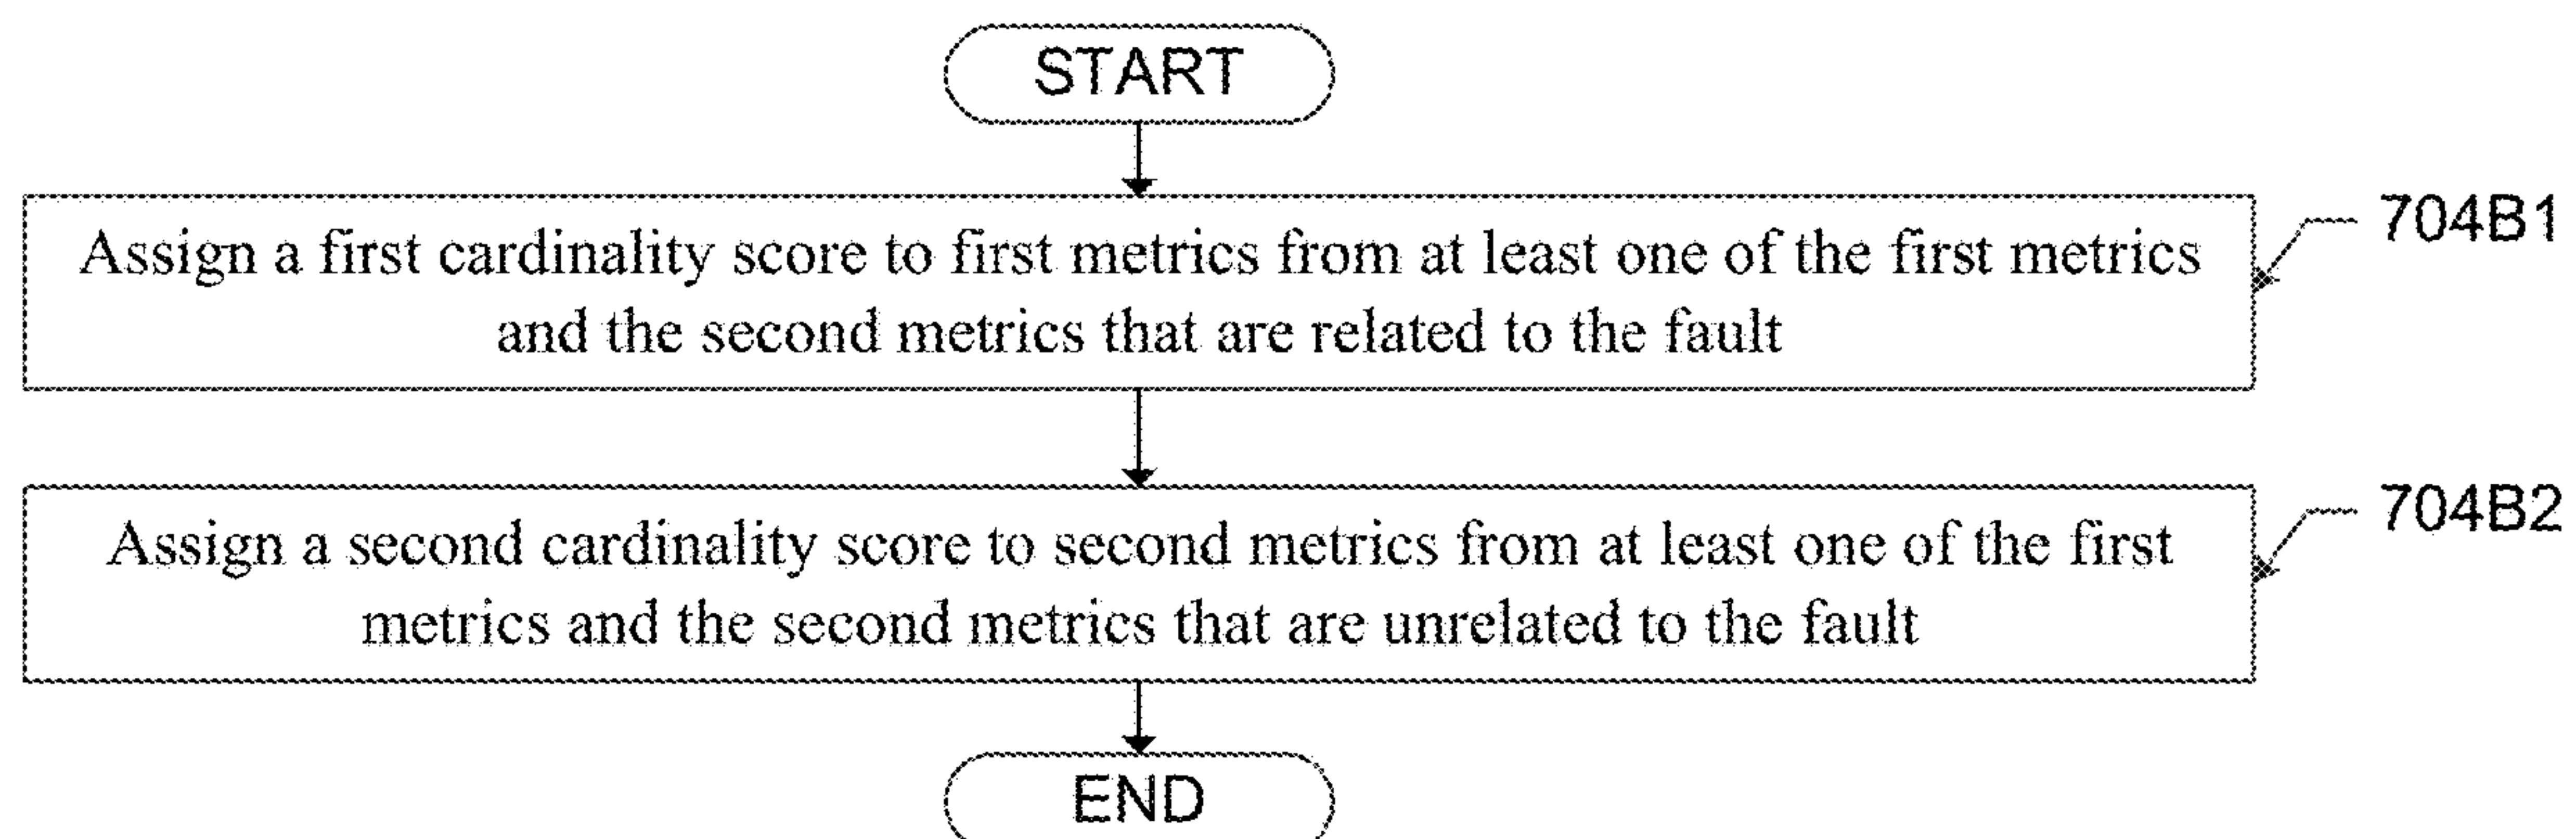 START
Assign a first cardinality score to first metrics from at least one of the first metrics
and the second metrics that are related to the fault
704B1
Assign a second cardinality score to second metrics from at least one of the first
metrics and the second metrics that are unrelated to the fault
704B2
END